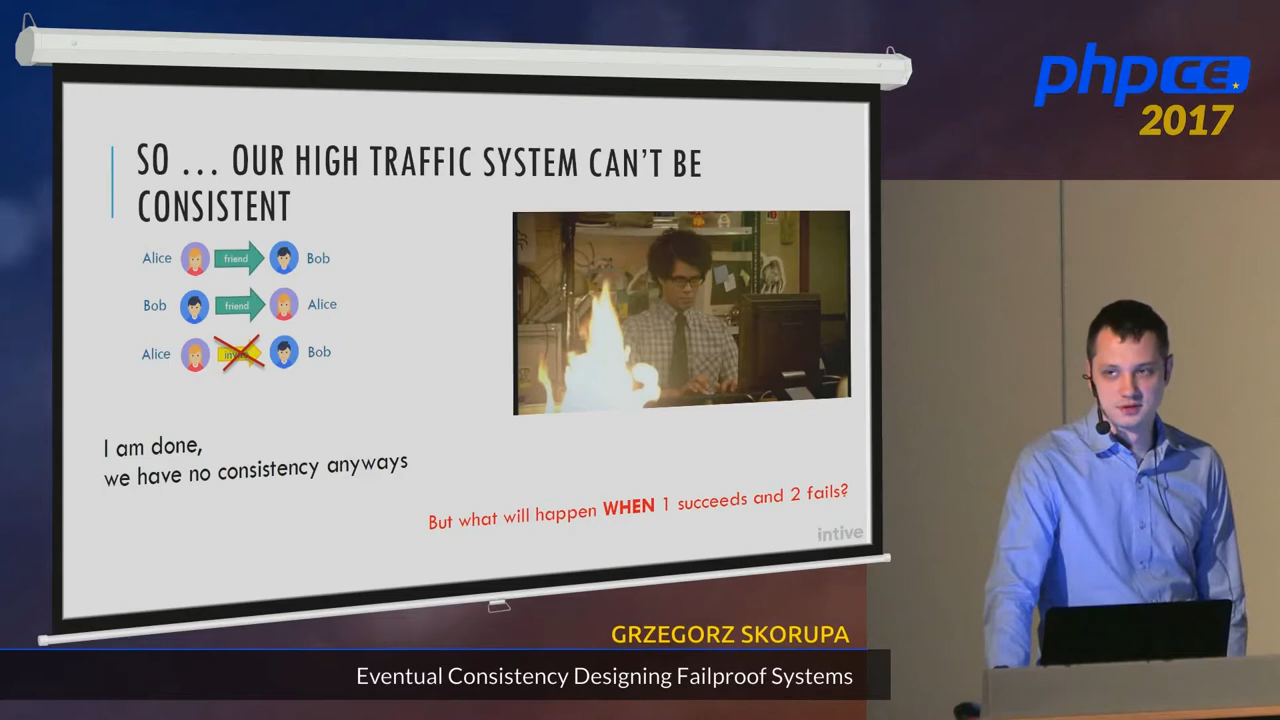 phpCE
2017
SO ... OUR HIGH TRAFFIC SYSTEM CAN'T BE
CONSISTENT
Alice friend Bob
Bob friend Alice
Alice Bob
I am done,
we have no consistency anyways
But what will happen WHEN 1 succeeds and 2 fails?
intive
GRZEGORZ SKORUPA
Eventual Consistency Designing Failproof Systems